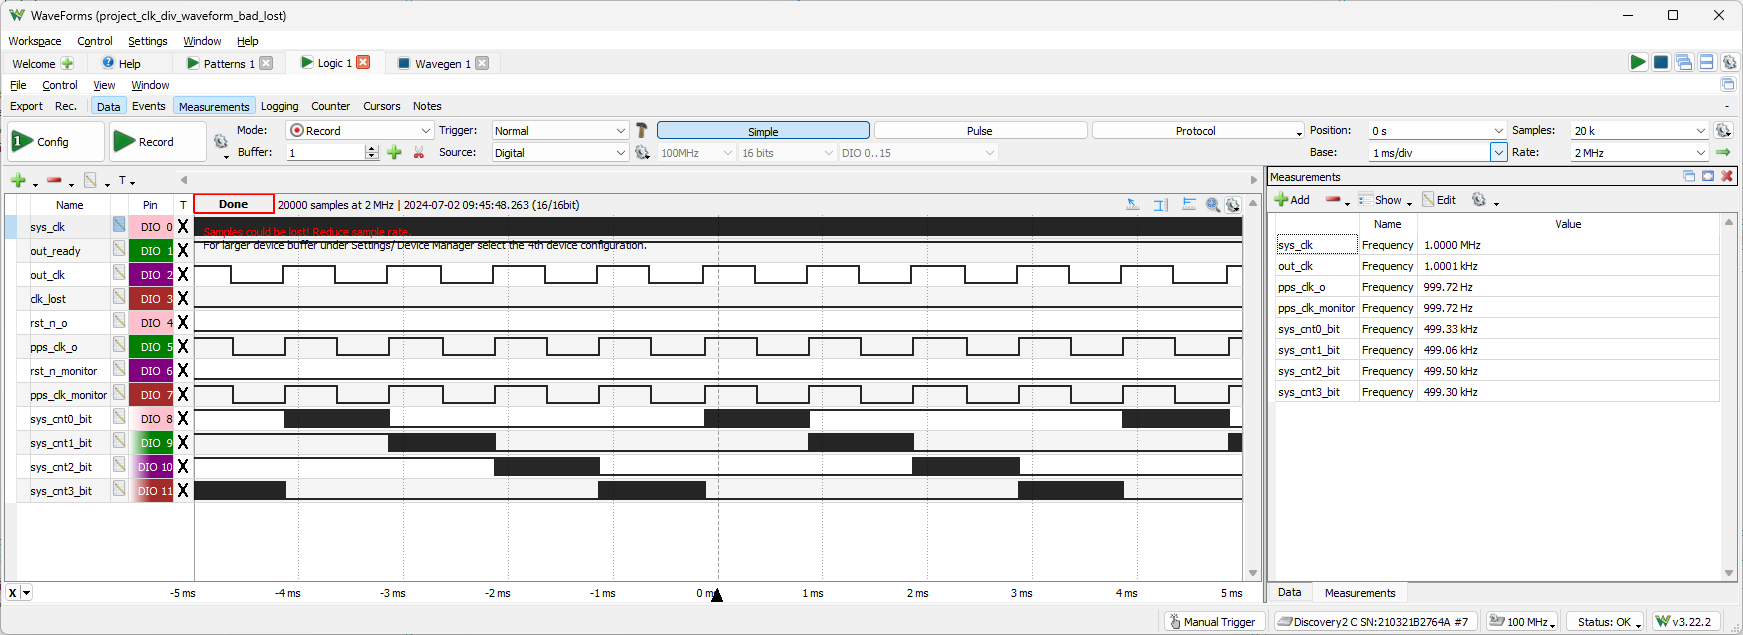 WaveForms (project_clk_div_waveform_bad_lost)
Workspace Control Settings Window Help
Welcome Help Patterns 1 Logic 1 Wavegen 1
File Control View Window
Export Rec. Data Events Measurements Logging Counter Cursors Notes
Config Record Mode: Record Trigger: Normal Simple Pulse Protocol Position: 0 s Samples: 20 k
Buffer: 1 Source: Digital 100MHz 16 bits DIO 0..15 Base: 1 ms/div Rate: 2 MHz
T
Name Pin T Done 20000 samples at 2 MHz | 2024-07-02 09:45:48.263 (16/16bit)
sys_clk DIO 0 X Samples could be lost! Reduce sample rate.
out_ready DIO 1 X For larger device buffer under Settings/Device Manager select the 4th device configuration.
out_clk DIO 2 X
clk_lost DIO 3 X
rst_n_o DIO 4 X
pps_clk_o DIO 5 X
rst_n_monitor DIO 6 X
pps_clk_monitor DIO 7 X
sys_cnt0_bit DIO 8 X
sys_cnt1_bit DIO 9 X
sys_cnt2_bit DIO 10 X
sys_cnt3_bit DIO 11 X
X -5 ms -4 ms -3 ms -2 ms -1 ms 0 ms 1 ms 2 ms 3 ms 4 ms 5 ms
Measurements
Add Show Edit
Name Value
sys_clk Frequency 1.0000 MHz
out_clk Frequency 1.0001 kHz
pps_clk_o Frequency 999.72 Hz
pps_clk_monitor Frequency 999.72 Hz
sys_cnt0_bit Frequency 499.33 kHz
sys_cnt1_bit Frequency 499.06 kHz
sys_cnt2_bit Frequency 499.50 kHz
sys_cnt3_bit Frequency 499.30 kHz
Data Measurements
Manual Trigger Discovery2 C SN:210321B2764A #7 100 MHz Status: OK v3.22.2